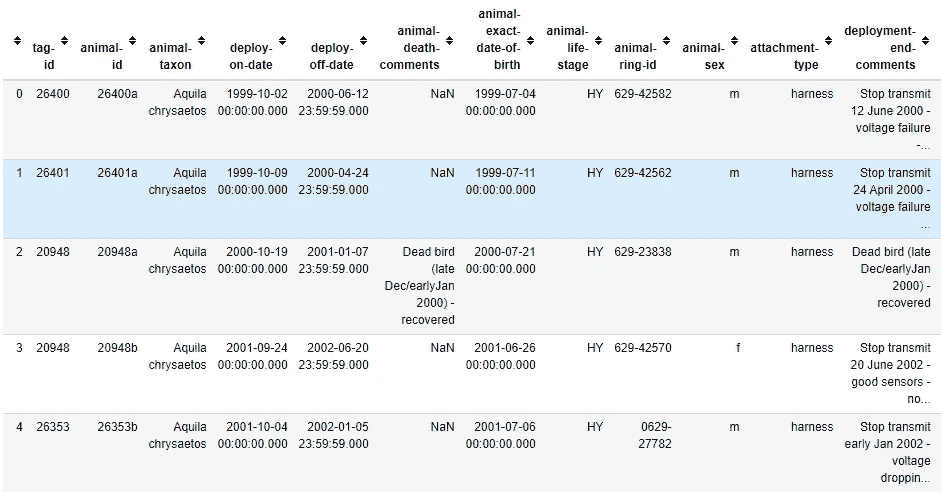 tag-id animal-id animal-taxon deploy-on-date deploy-off-date animal-death-comments animal-exact-date-of-birth animal-life-stage animal-ring-id animal-sex attachment-type deployment-end-comments
0 26400 26400a Aquila chrysaetos 1999-10-02 00:00:00.000 2000-06-12 23:59:59.000 NaN 1999-07-04 00:00:00.000 HY 629-42582 m harness Stop transmit 12 June 2000 - voltage failure -...
1 26401 26401a Aquila chrysaetos 1999-10-09 00:00:00.000 2000-04-24 23:59:59.000 NaN 1999-07-11 00:00:00.000 HY 629-42562 m harness Stop transmit 24 April 2000 - voltage failure ...
2 20948 20948a Aquila chrysaetos 2000-10-19 00:00:00.000 2001-01-07 23:59:59.000 Dead bird (late Dec/earlyJan 2000) - recovered 2000-07-21 00:00:00.000 HY 629-23838 m harness Dead bird (late Dec/earlyJan 2000) - recovered
3 20948 20948b Aquila chrysaetos 2001-09-24 00:00:00.000 2002-06-20 23:59:59.000 NaN 2001-06-26 00:00:00.000 HY 629-42570 f harness Stop transmit 20 June 2002 - good sensors - no...
4 26353 26353b Aquila chrysaetos 2001-10-04 00:00:00.000 2002-01-05 23:59:59.000 NaN 2001-07-06 00:00:00.000 HY 0629-27782 m harness Stop transmit early Jan 2002 - voltage droppin...